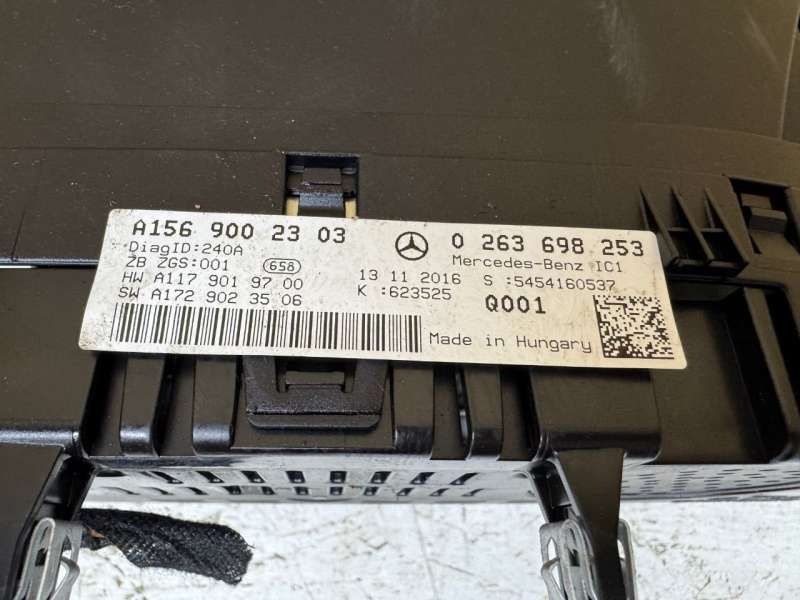 A156 900 23 03
0 263 698 253
DiagID:240A
Mercedes-Benz IC1
ZB ZGS:001
658
13 11 2016
S :5454160537
HW A117 901 97 00
K :623525
Q001
SW A172 902 35 06
Made in Hungary